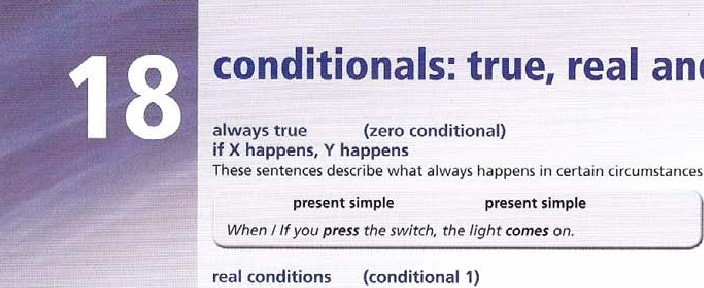 18
conditionals: true, real
always true (zero conditional)
if X happens, Y happens
These sentences describe what always happens in certain circumstances
present simple present simple
When / If you press the switch, the light comes on.
real conditions (conditional 1)